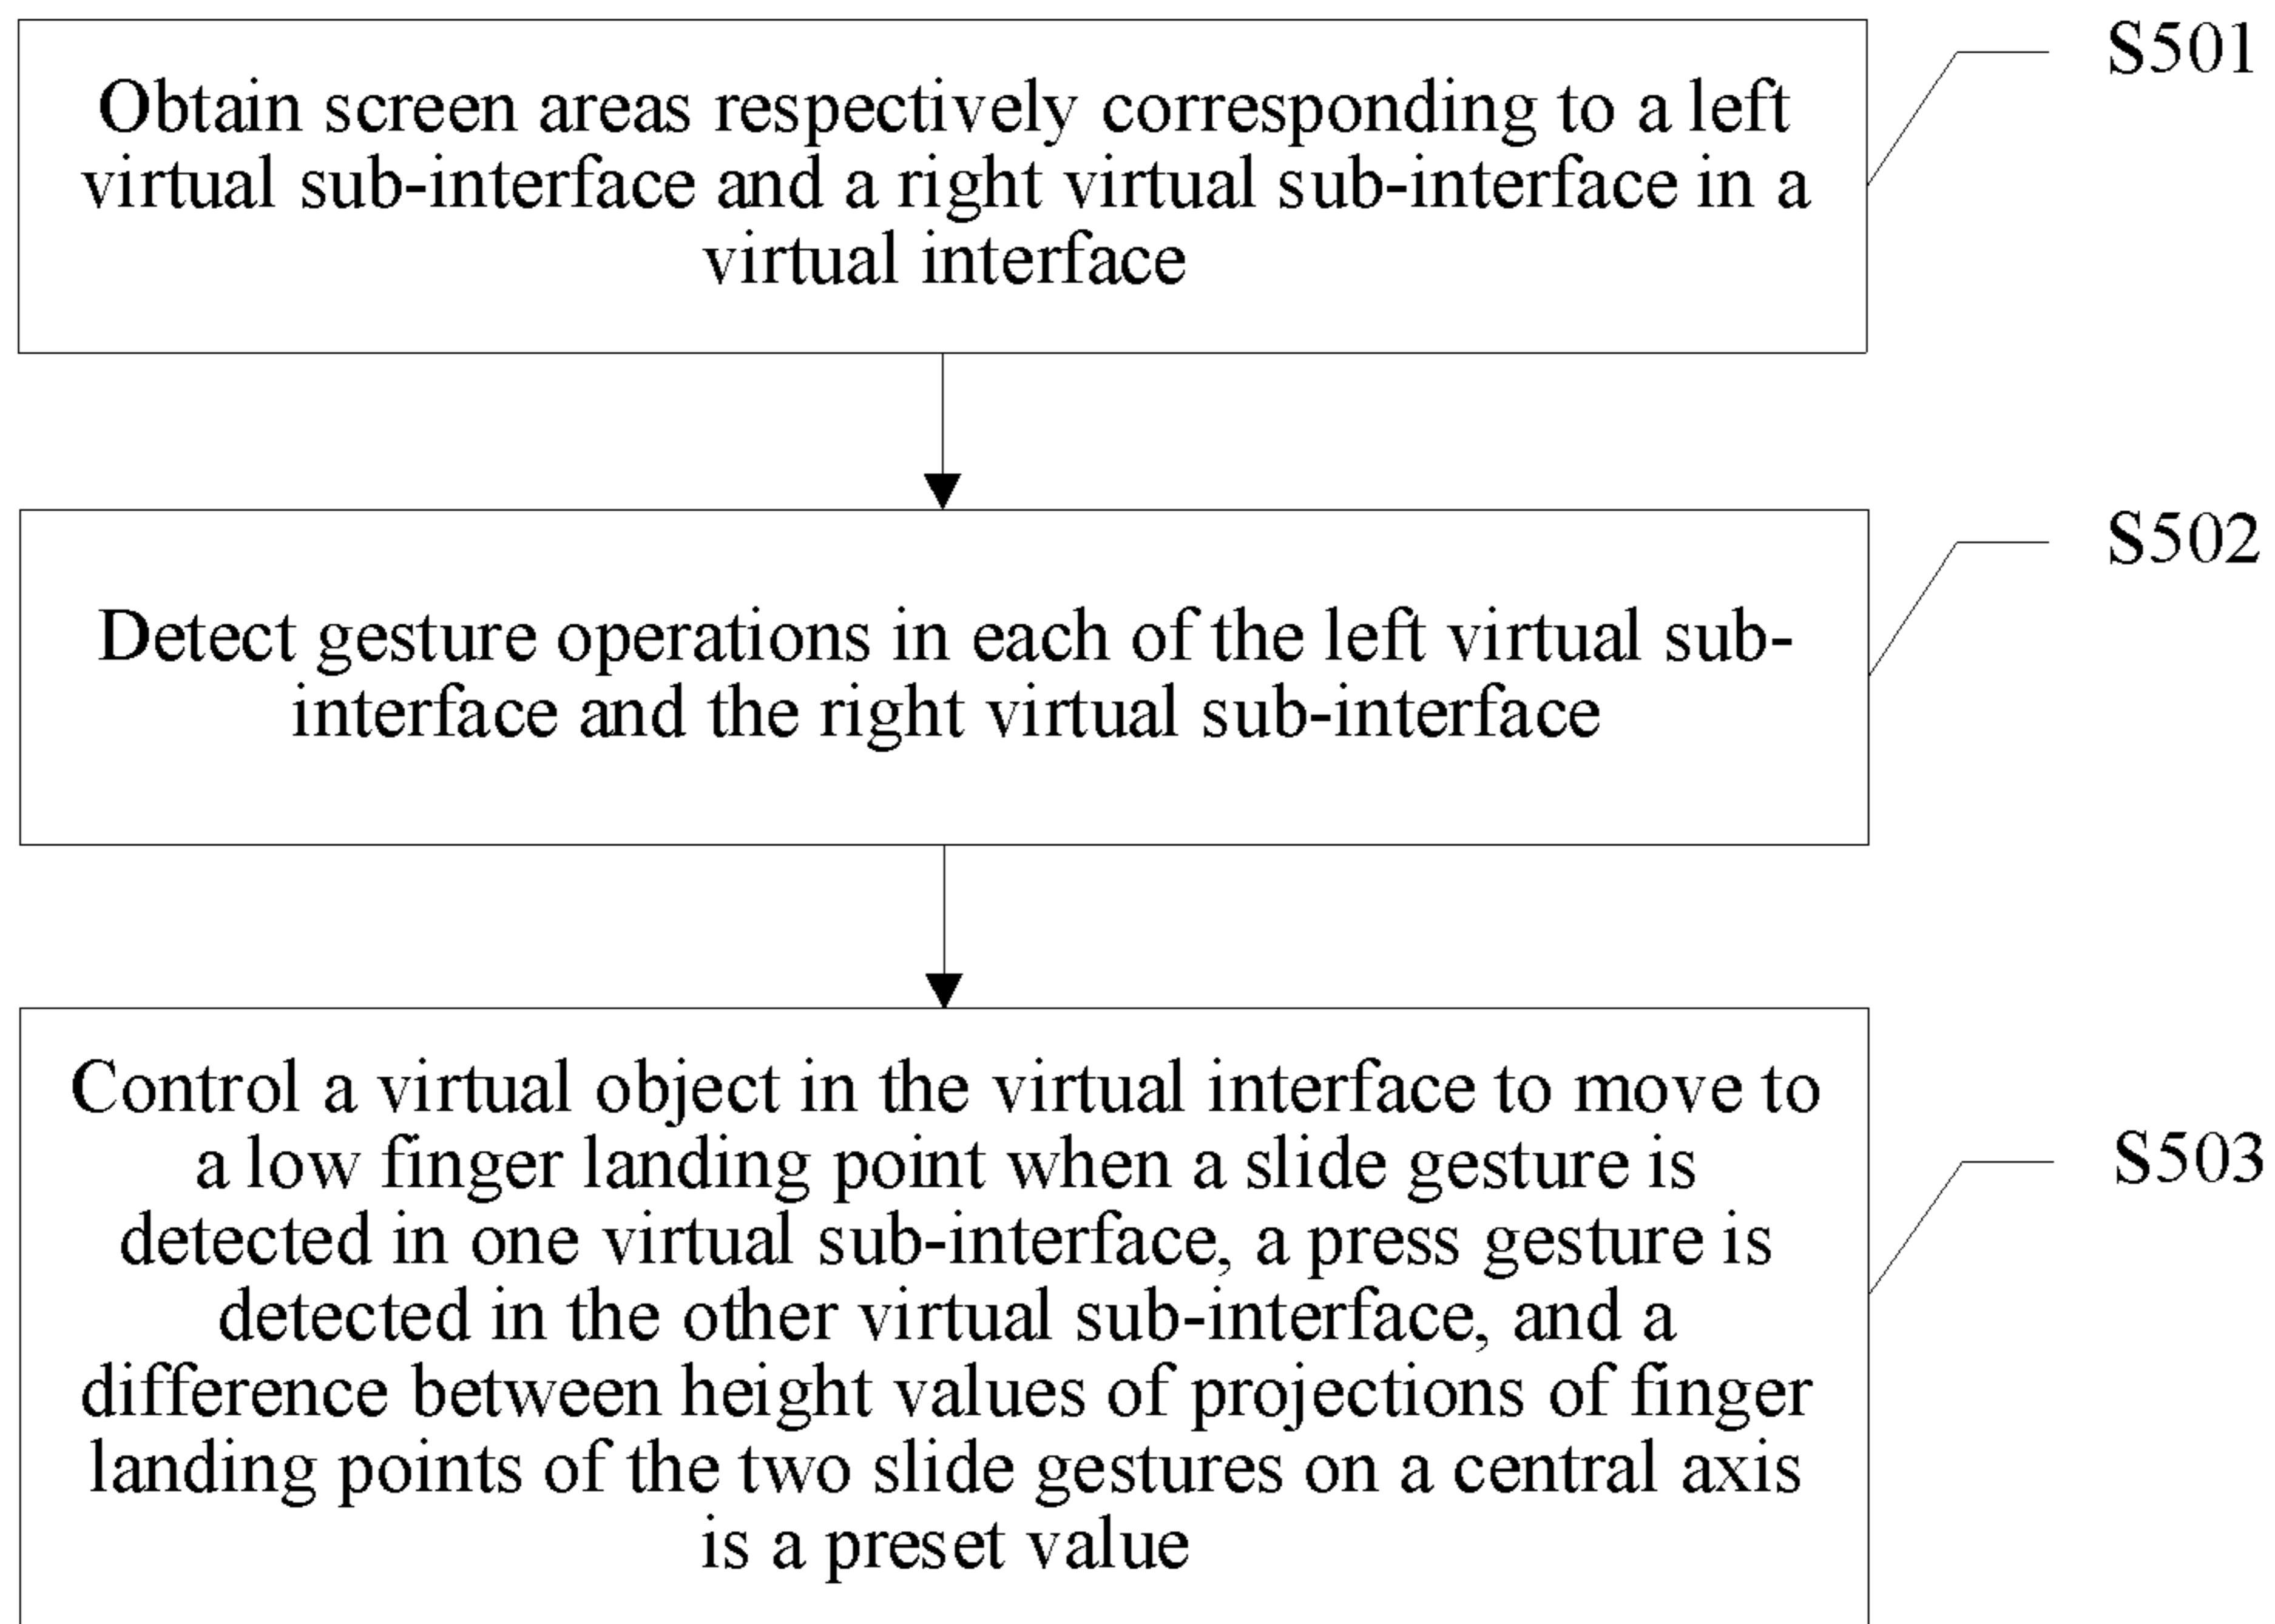 Obtain screen areas respectively corresponding to a left
virtual sub-interface and a right virtual sub-interface in a
virtual interface
S501
Detect gesture operations in each of the left virtual sub-
interface and the right virtual sub-interface
S502
Control a virtual object in the virtual interface to move to
a low finger landing point when a slide gesture is
detected in one virtual sub-interface, a press gesture is
detected in the other virtual sub-interface, and a
difference between height values of projections of finger
landing points of the two slide gestures on a central axis
is a preset value
S503